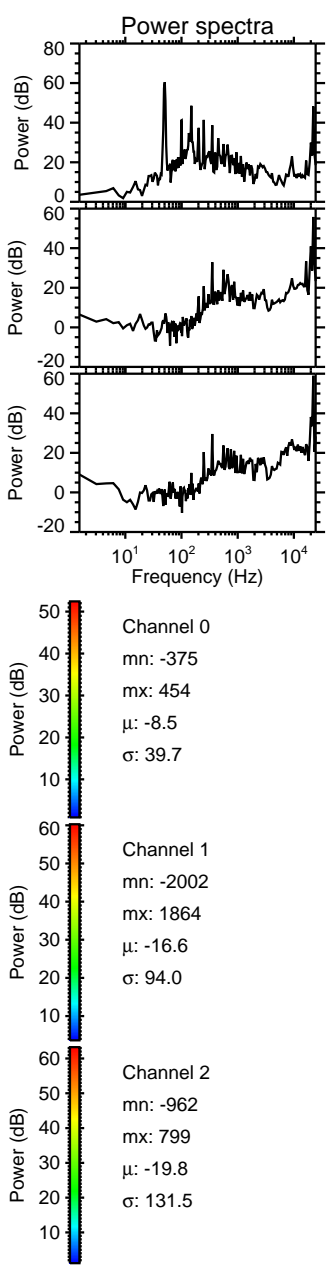 Power spectra
80
60
40
20
0
Power (dB)
60
40
20
0
-20
Power (dB)
60
40
20
0
-20
Power (dB)
10¹ 10² 10³ 10⁴
Frequency (Hz)
50
40
30
20
10
Power (dB)
Channel 0
mn: -375
mx: 454
μ: -8.5
σ: 39.7
60
50
40
30
20
10
Power (dB)
Channel 1
mn: -2002
mx: 1864
μ: -16.6
σ: 94.0
60
50
40
30
20
10
Power (dB)
Channel 2
mn: -962
mx: 799
μ: -19.8
σ: 131.5